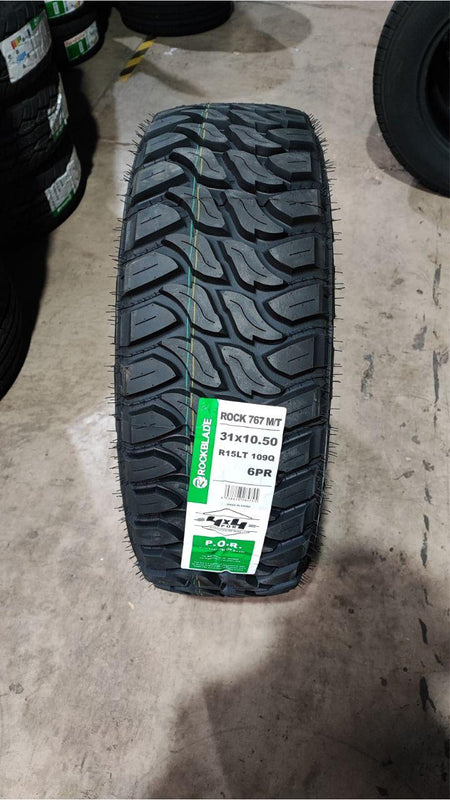 ROCKBLADE
ROCK 767 M/T
31x10.50
R15LT 109Q
6PR
4x4
P.O.R.